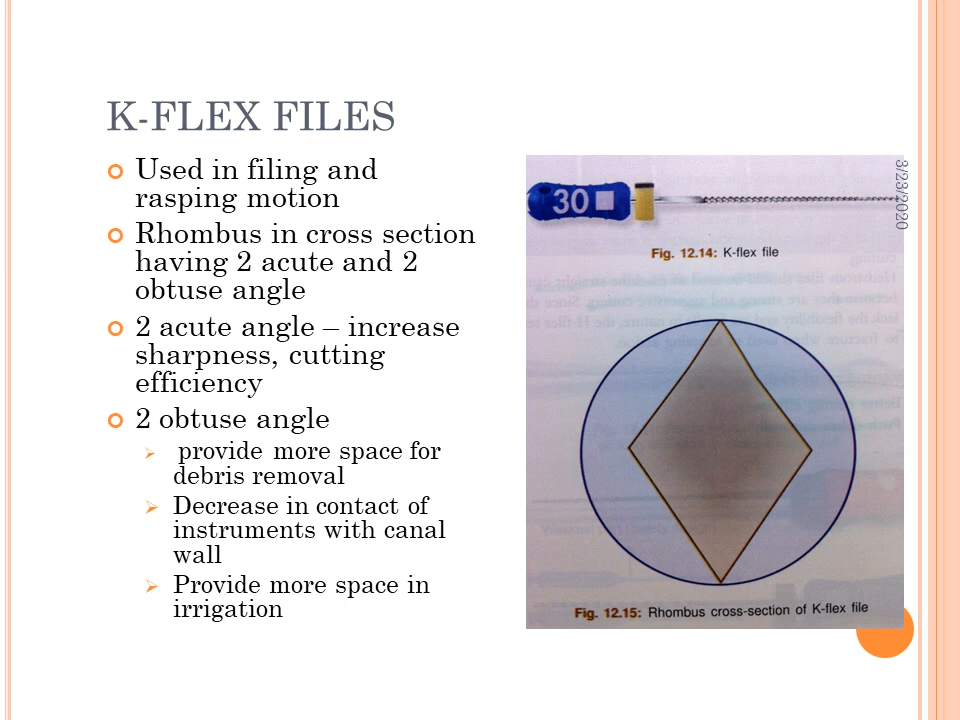 K-FLEX FILES
Used in filing and
rasping motion
Rhombus in cross section
having 2 acute and 2
obtuse angle
2 acute angle – increase
sharpness, cutting
efficiency
2 obtuse angle
provide more space for
debris removal
Decrease in contact of
instruments with canal
wall
Provide more space in
irrigation
3/23/2020
30
Fig. 12.14: K-flex file
Fig. 12.15: Rhombus cross-section of K-flex file